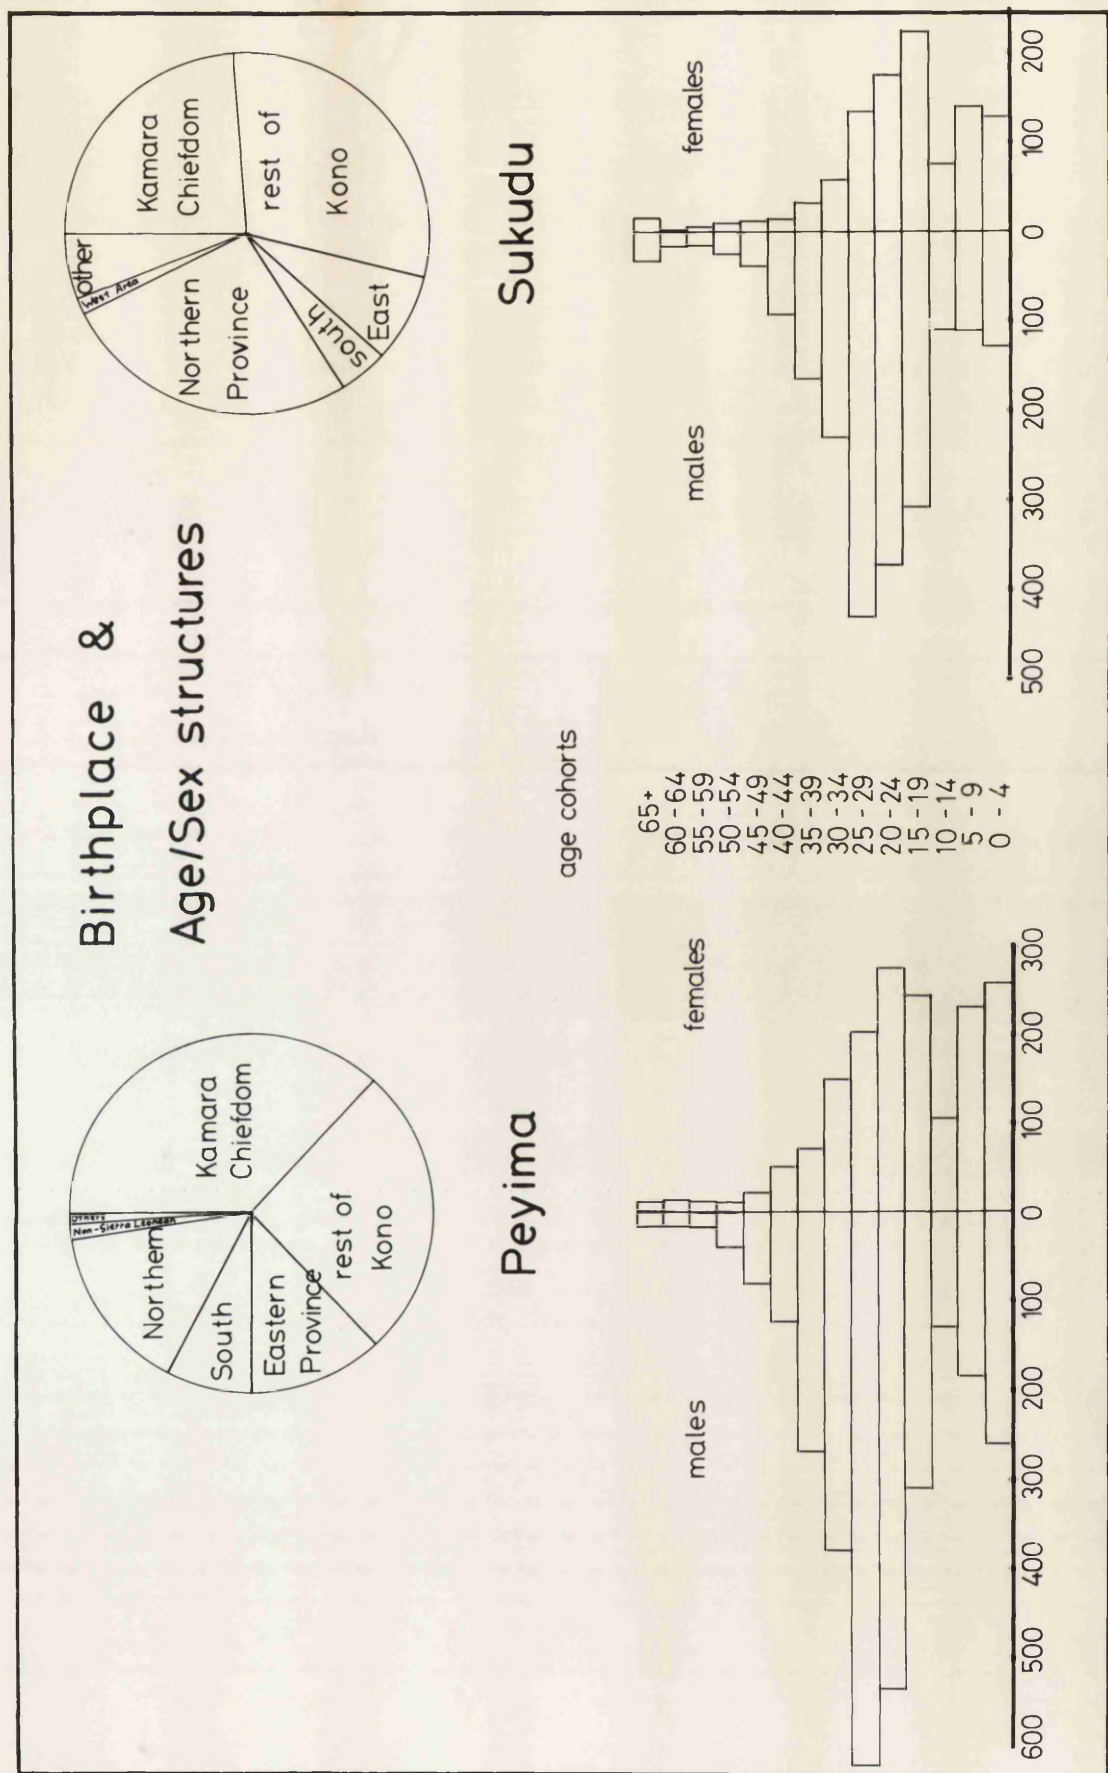 Birthplace &
Age/Sex structures
Kamara
Chiefdom
rest of
Kono
Eastern
Province
South
Northern
Non-Sierra Leonean
Others
Kamara
Chiefdom
rest of
Kono
East
South
Northern
Province
West Area
other
Peyima
Sukudu
age cohorts
males
females
males
females
65+
60-64
55-59
50-54
45-49
40-44
35-39
30-34
25-29
20-24
15-19
10-14
5-9
0-4
600 500 400 300 200 100 0 100 200 300
500 400 300 200 100 0 100 200